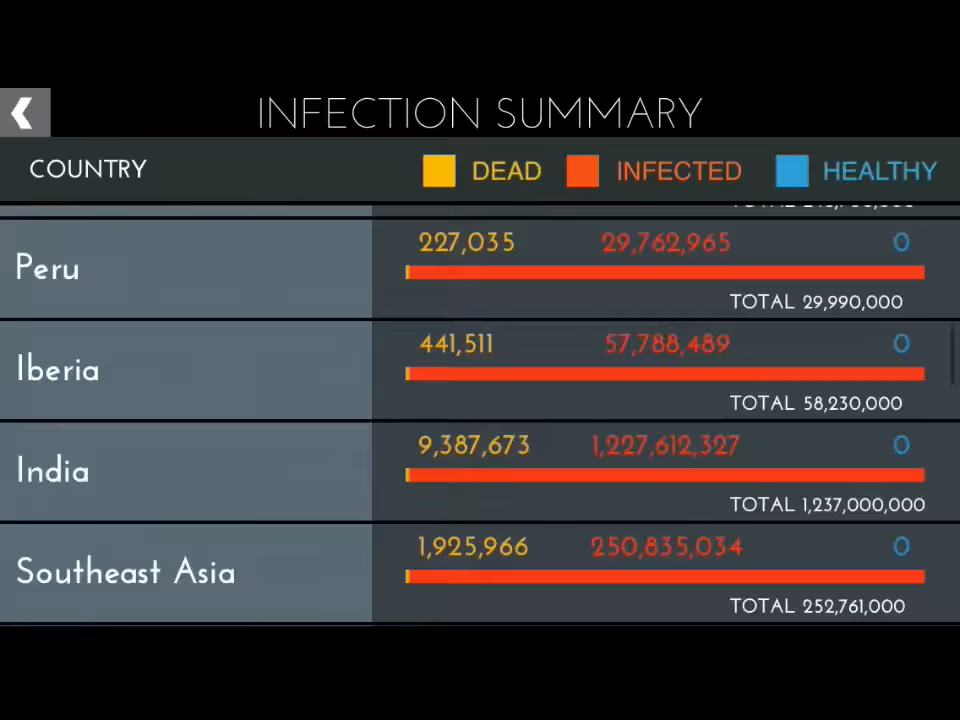 INFECTION SUMMARY
COUNTRY DEAD INFECTED HEALTHY
Peru 227,035 29,762,965 0
TOTAL 29,990,000
Iberia 441,511 57,788,489 0
TOTAL 58,230,000
India 9,387,673 1,227,612,327 0
TOTAL 1,237,000,000
Southeast Asia 1,925,966 250,835,034 0
TOTAL 252,761,000